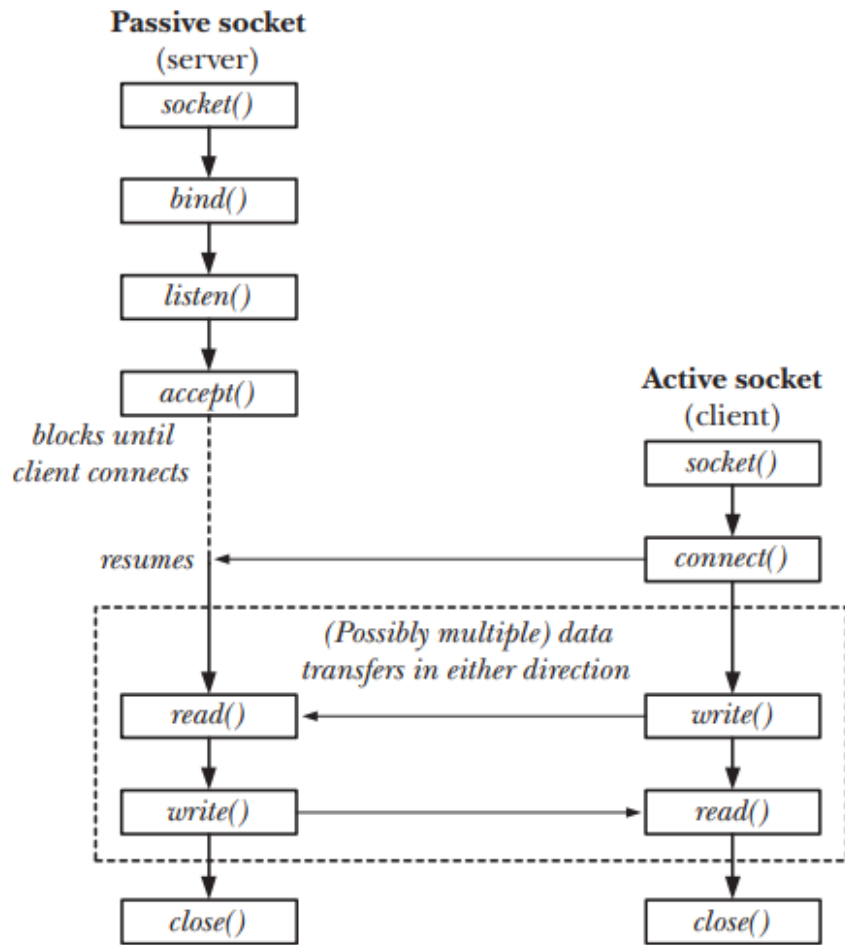 Passive socket
(server)
socket()
bind()
listen()
accept()
blocks until
client connects
resumes
Active socket
(client)
socket()
connect()
(Possibly multiple) data
transfers in either direction
read()
write()
write()
read()
close()
close()